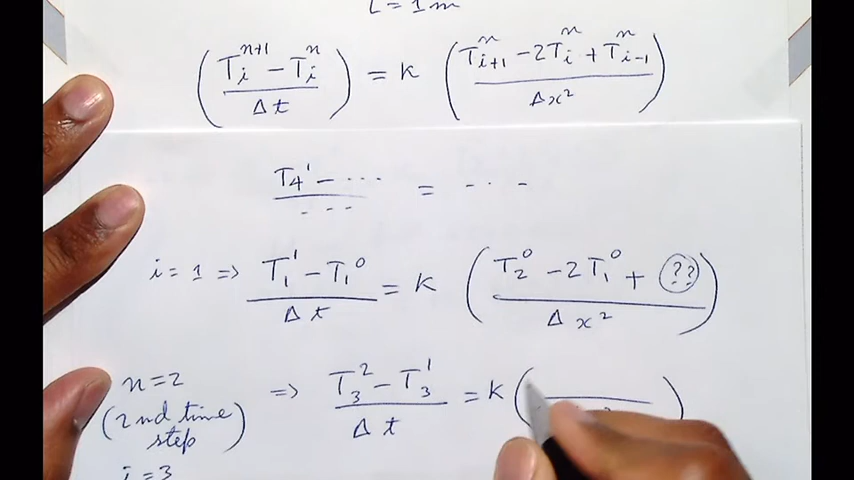 L = 1m
( (T_i^{n+1} - T_i^n) / Δt ) = K ( (T_{i+1}^n - 2T_i^n + T_{i-1}^n) / Δx² )
(T_4^1 - ...) / ... = ...
i = 1 => (T_1^1 - T_1^0) / Δt = K ( (T_2^0 - 2T_1^0 + ??) / Δx² )
n = 2 => (T_3^2 - T_3^1) / Δt = K (
(2nd time
step)
i = 3